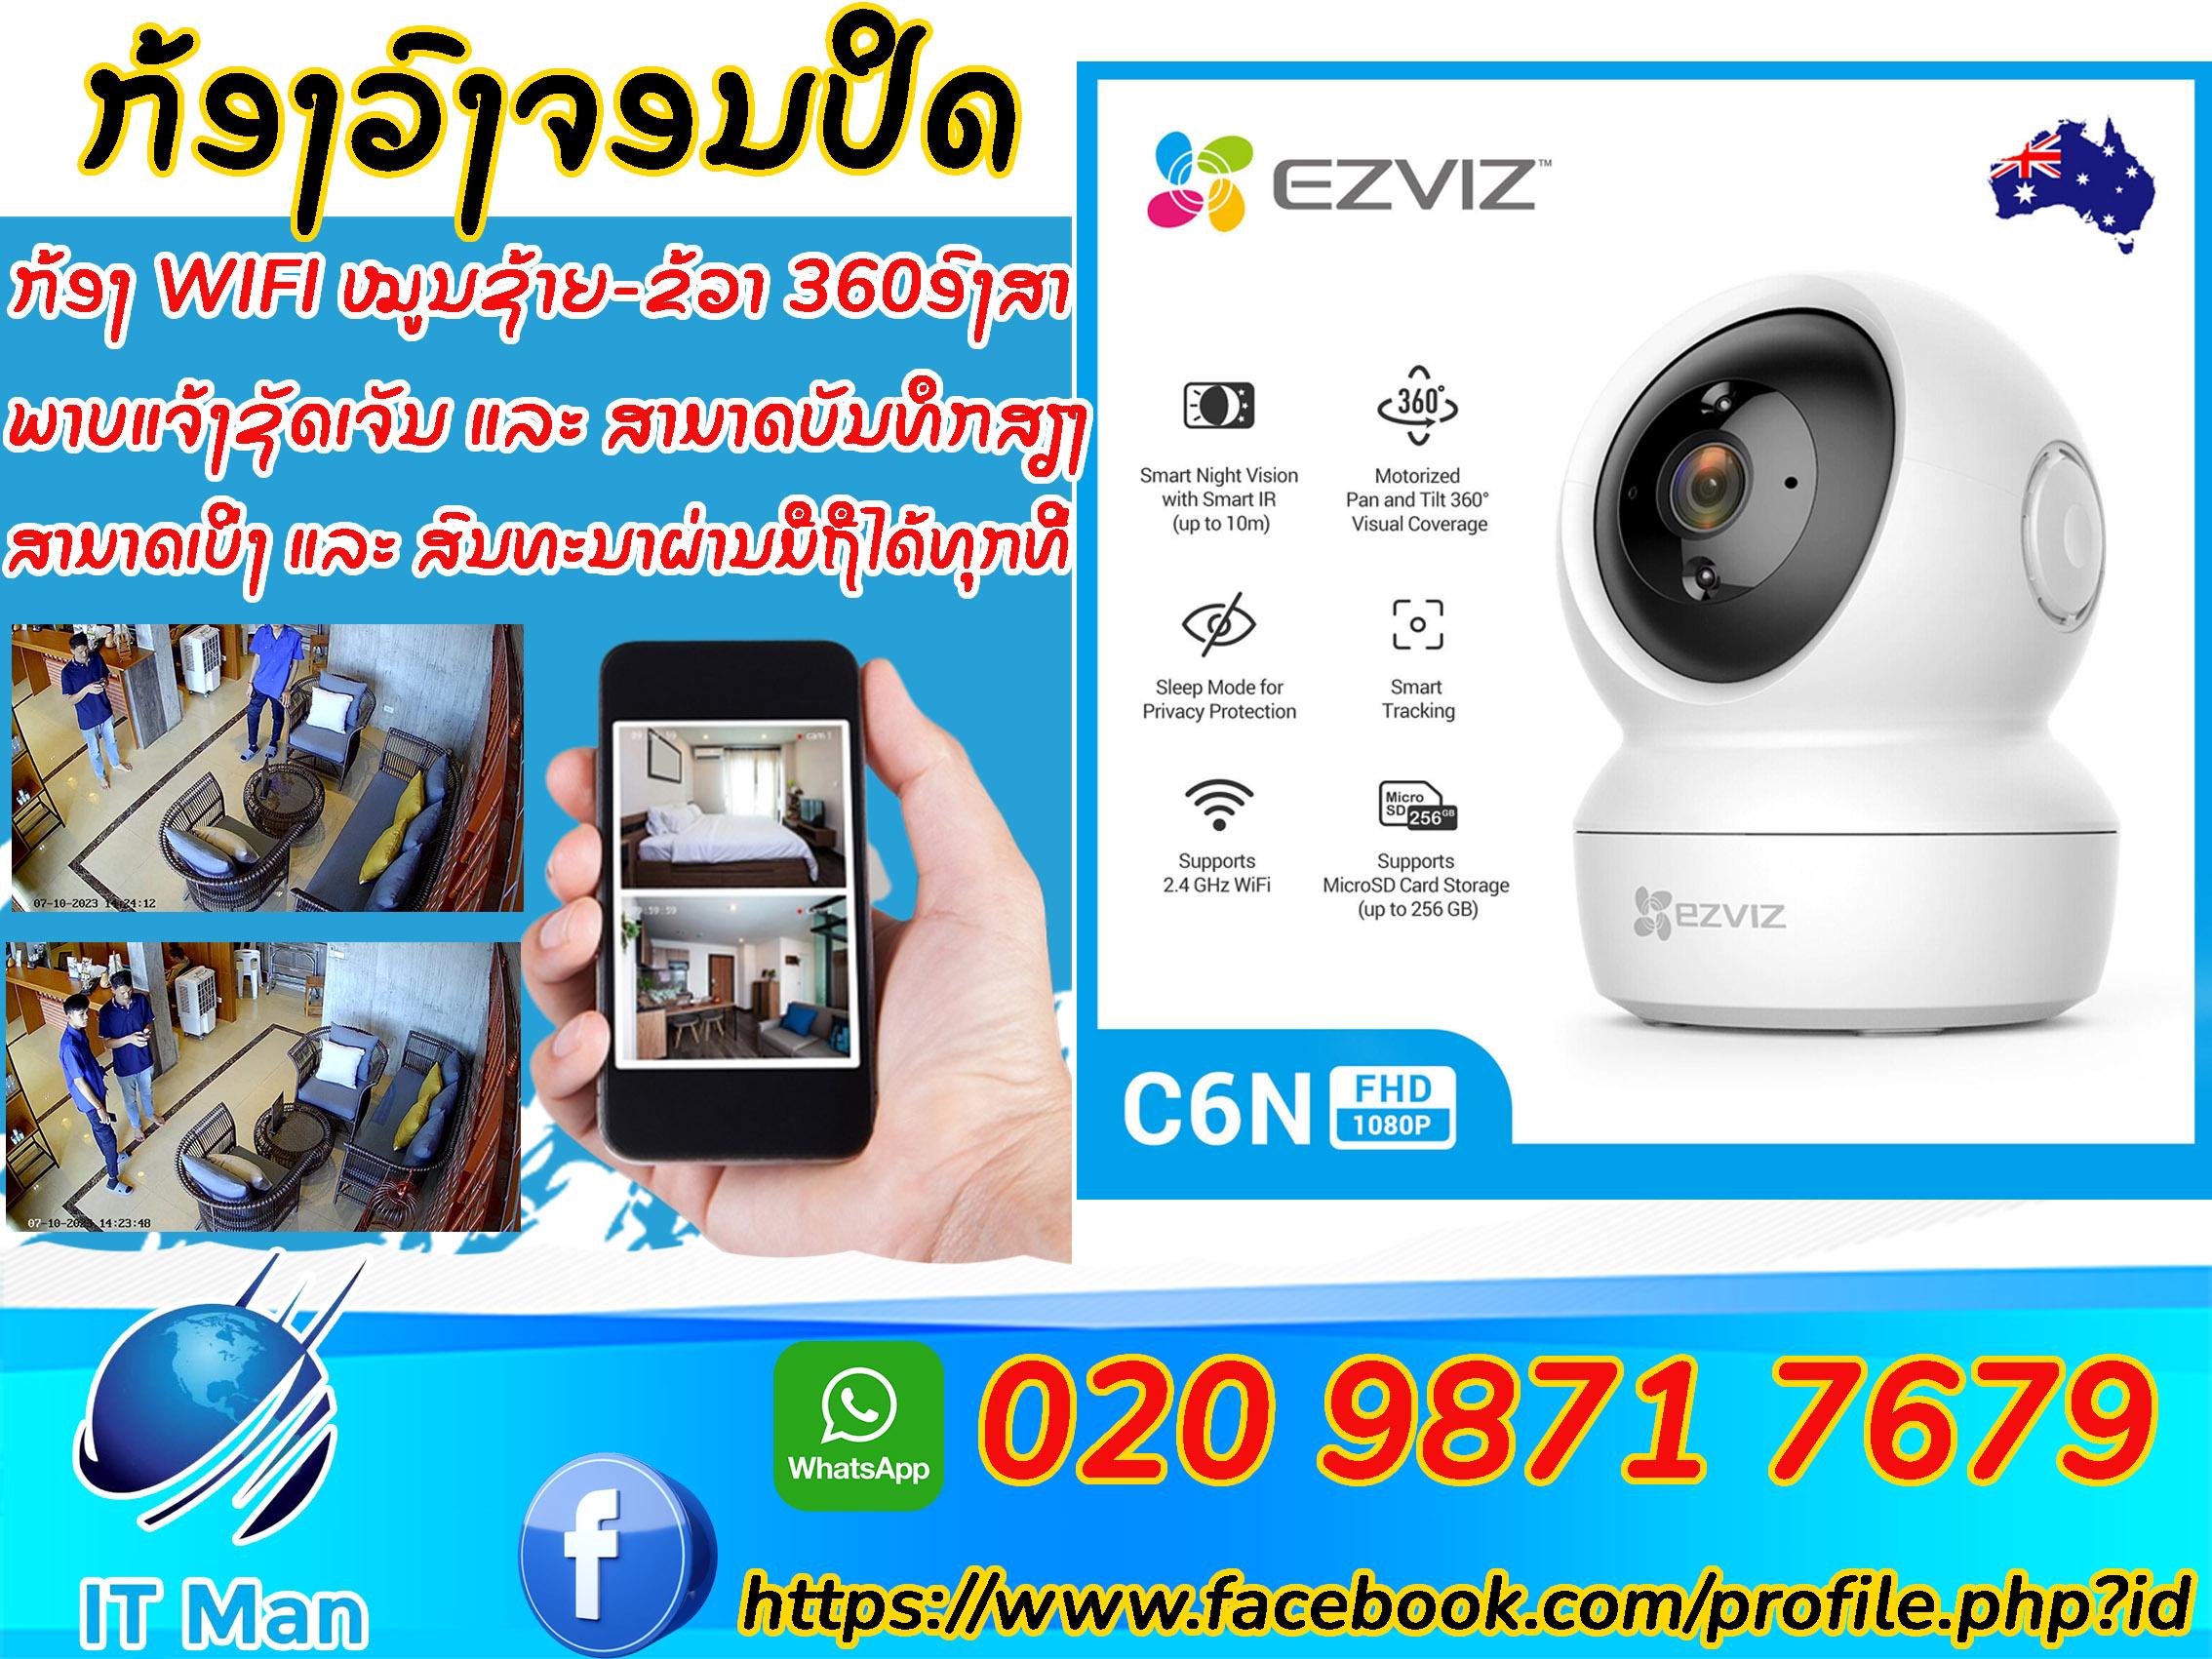 ກ້ອງວົງຈອນປິດ
ກ້ອງ WIFI ໝູນຊ້າຍ-ຂ້ວາ 360ອົງສາ
ພາບແຈ້ງຊັດເຈັນ ແລະ ສາມາດບັນທຶກສຽງ
ສາມາດເບິ່ງ ແລະ ສົນທະນາຜ່ານມືຖືໄດ້ທຸກທີ່
EZVIZ™
Smart Night Vision
with Smart IR
(up to 10m)
360°
Motorized
Pan and Tilt 360°
Visual Coverage
Sleep Mode for
Privacy Protection
Smart
Tracking
Supports
2.4 GHz WiFi
Micro
SD 256GB
Supports
MicroSD Card Storage
(up to 256 GB)
ezviz
C6N FHD
1080P
07-10-2023 14:24:12
07-10-2023 14:23:48
09:59:59 cam1
09:59:59
IT Man
WhatsApp
020 9871 7679
f
https://www.facebook.com/profile.php?id